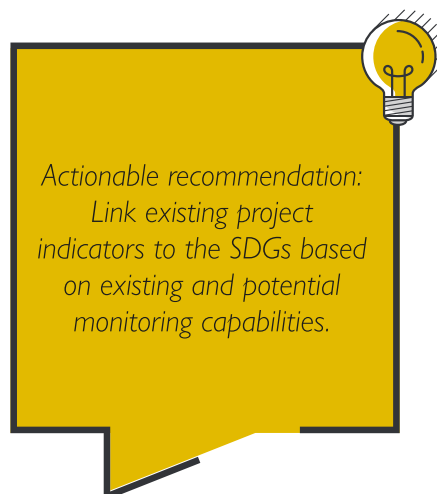 Actionable recommendation:
Link existing project
indicators to the SDGs based
on existing and potential
monitoring capabilities.